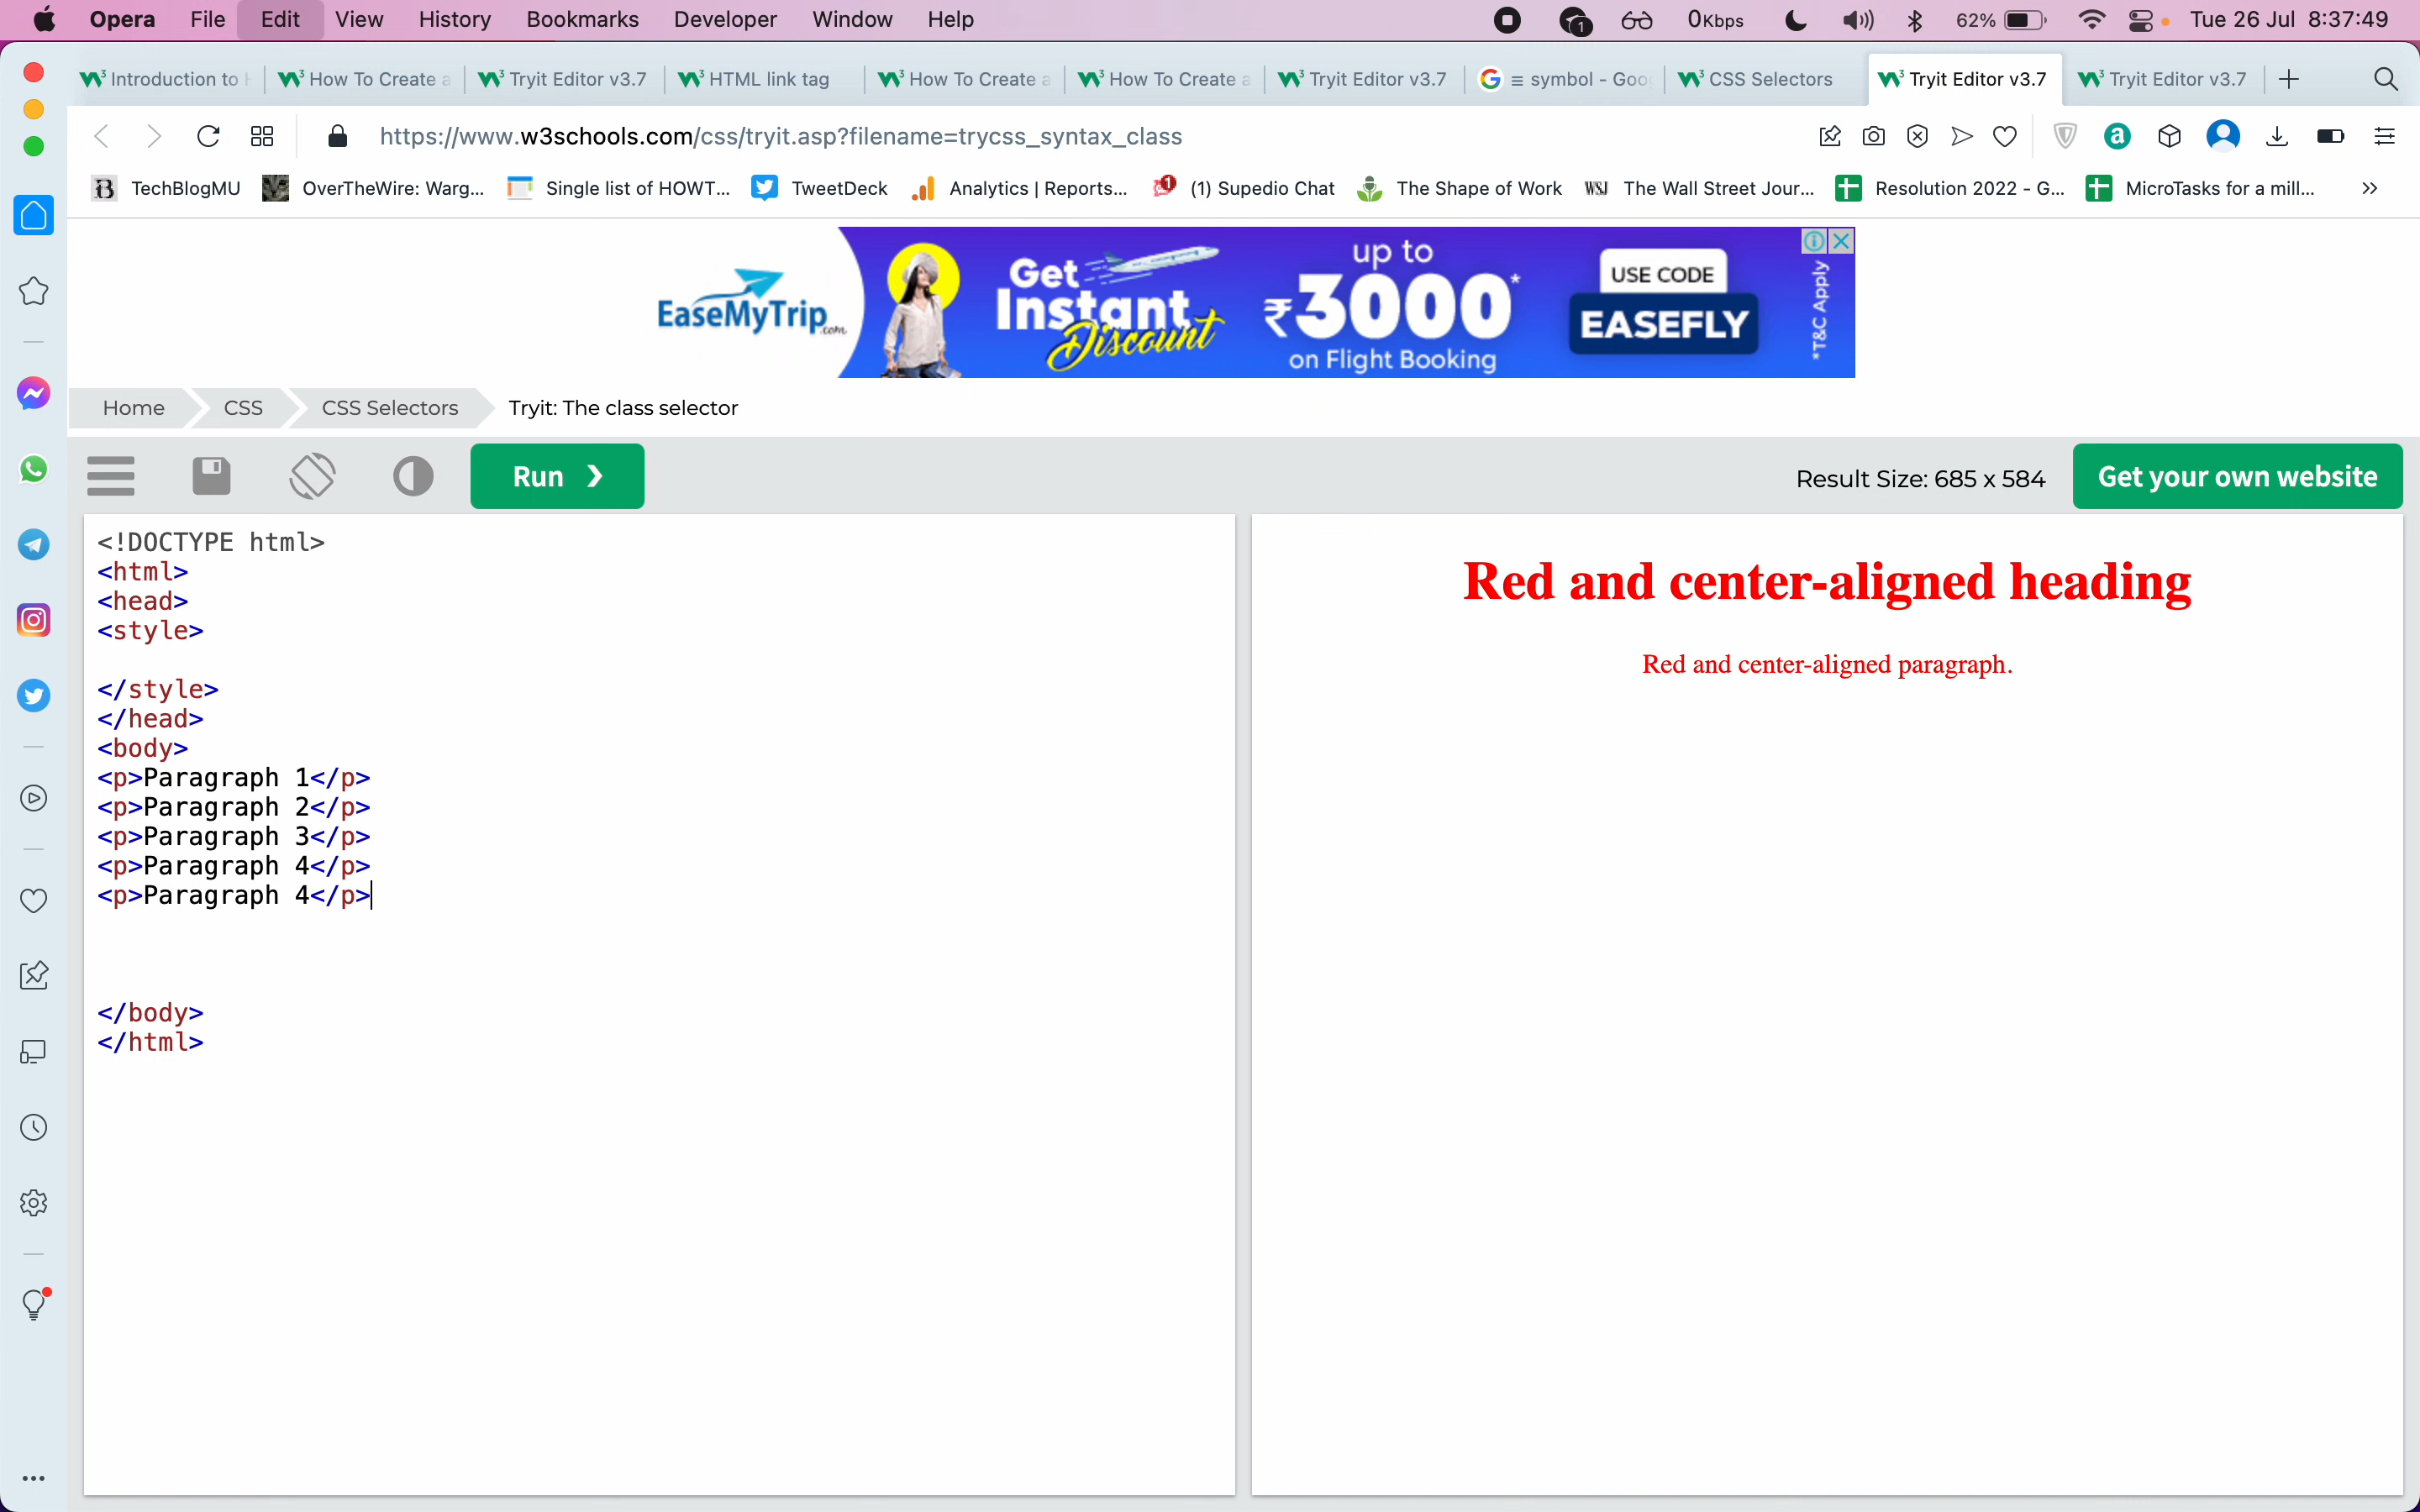 Opera File Edit View History Bookmarks Developer Window Help 1 0Kbps 62% Tue 26 Jul 8:37:49
Introduction to How To Create a Tryit Editor v3.7 HTML link tag How To Create a How To Create a Tryit Editor v3.7 ≡ symbol - Goo CSS Selectors Tryit Editor v3.7 Tryit Editor v3.7
https://www.w3schools.com/css/tryit.asp?filename=trycss_syntax_class
TechBlogMU OverTheWire: Warg... Single list of HOWT... TweetDeck Analytics | Reports... (1) Supedio Chat The Shape of Work WSJ The Wall Street Jour... Resolution 2022 - G... MicroTasks for a mill... »
EaseMyTrip.com
Get
Instant
Discount
up to
₹3000*
on Flight Booking
USE CODE
EASEFLY
*T&C Apply
Home CSS CSS Selectors Tryit: The class selector
Run ❯ Result Size: 685 x 584 Get your own website
<!DOCTYPE html>
<html>
<head>
<style>
</style>
</head>
<body>
<p>Paragraph 1</p>
<p>Paragraph 2</p>
<p>Paragraph 3</p>
<p>Paragraph 4</p>
<p>Paragraph 4</p>
</body>
</html>
Red and center-aligned heading
Red and center-aligned paragraph.